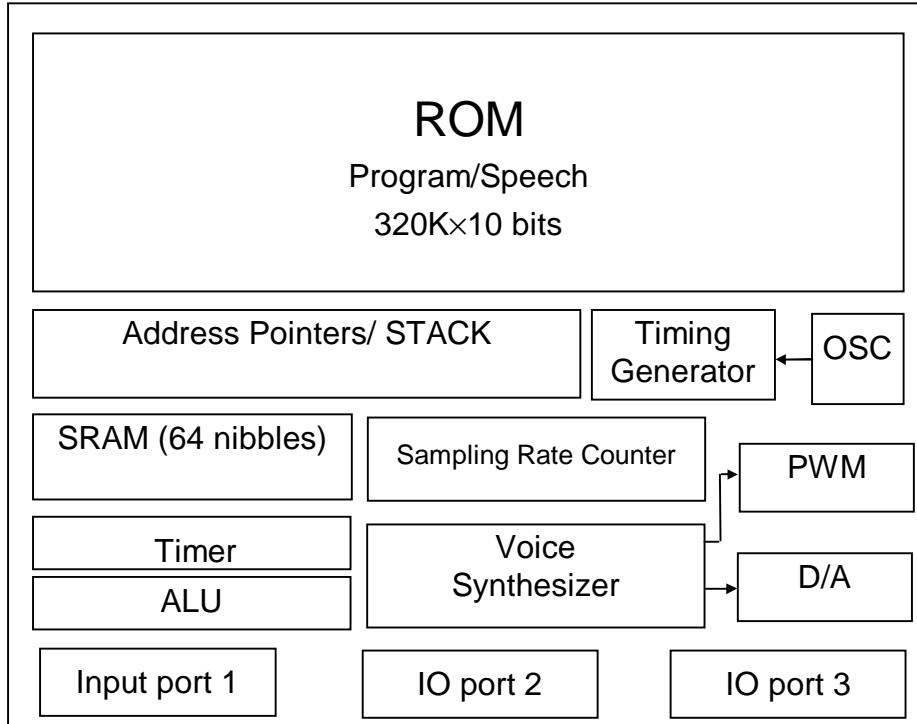 ROM
Program/Speech
320K×10 bits
Address Pointers/ STACK
Timing
Generator
OSC
SRAM (64 nibbles)
Sampling Rate Counter
PWM
Timer
Voice
Synthesizer
D/A
ALU
Input port 1
IO port 2
IO port 3